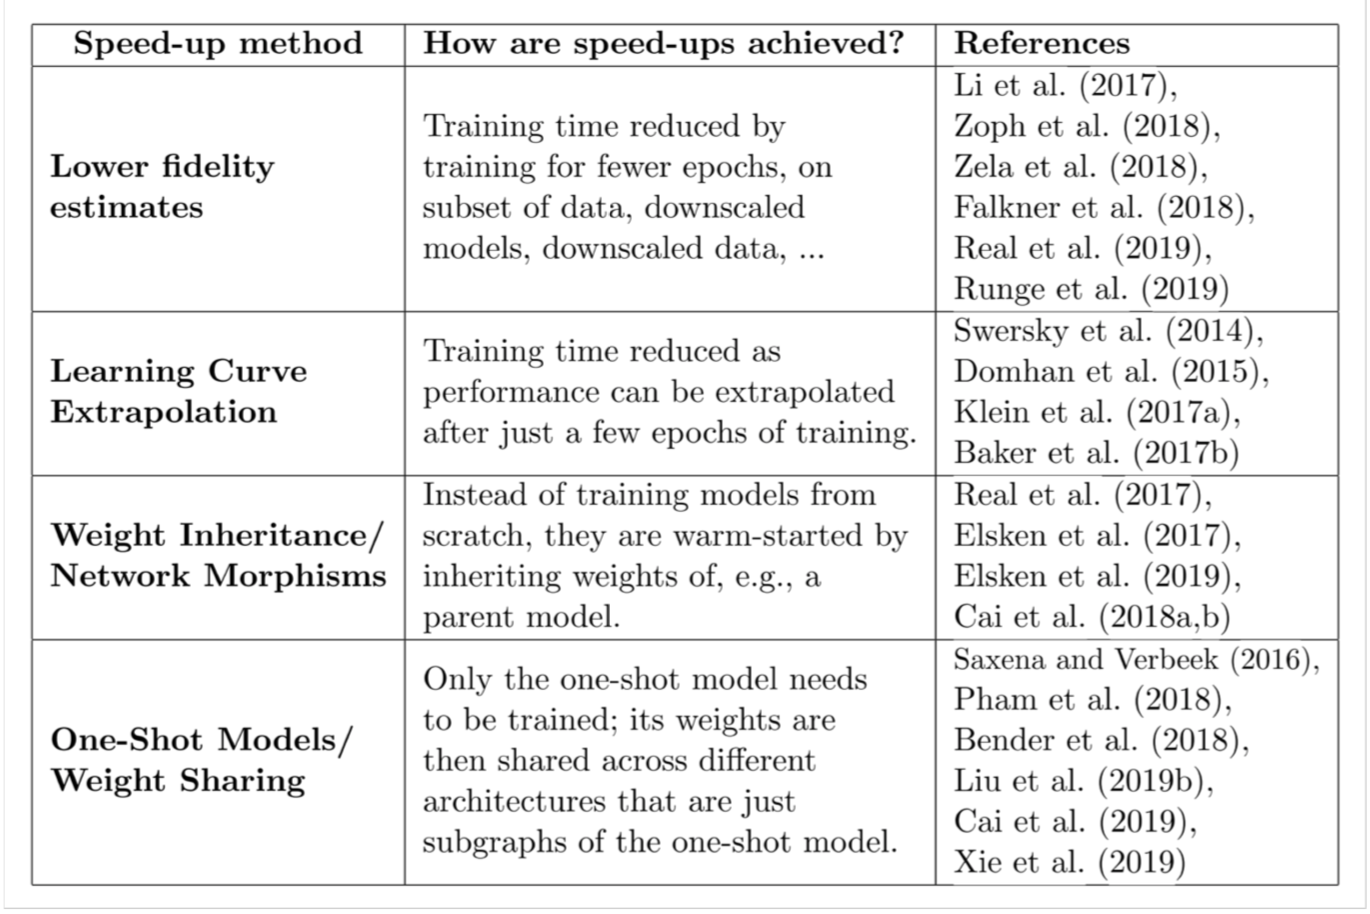 Speed-up method How are speed-ups achieved? References
Lower fidelity
estimates
Training time reduced by
training for fewer epochs, on
subset of data, downscaled
models, downscaled data, ...
Li et al. (2017),
Zoph et al. (2018),
Zela et al. (2018),
Falkner et al. (2018),
Real et al. (2019),
Runge et al. (2019)
Learning Curve
Extrapolation
Training time reduced as
performance can be extrapolated
after just a few epochs of training.
Swersky et al. (2014),
Domhan et al. (2015),
Klein et al. (2017a),
Baker et al. (2017b)
Weight Inheritance/
Network Morphisms
Instead of training models from
scratch, they are warm-started by
inheriting weights of, e.g., a
parent model.
Real et al. (2017),
Elsken et al. (2017),
Elsken et al. (2019),
Cai et al. (2018a,b)
One-Shot Models/
Weight Sharing
Only the one-shot model needs
to be trained; its weights are
then shared across different
architectures that are just
subgraphs of the one-shot model.
Saxena and Verbeek (2016),
Pham et al. (2018),
Bender et al. (2018),
Liu et al. (2019b),
Cai et al. (2019),
Xie et al. (2019)